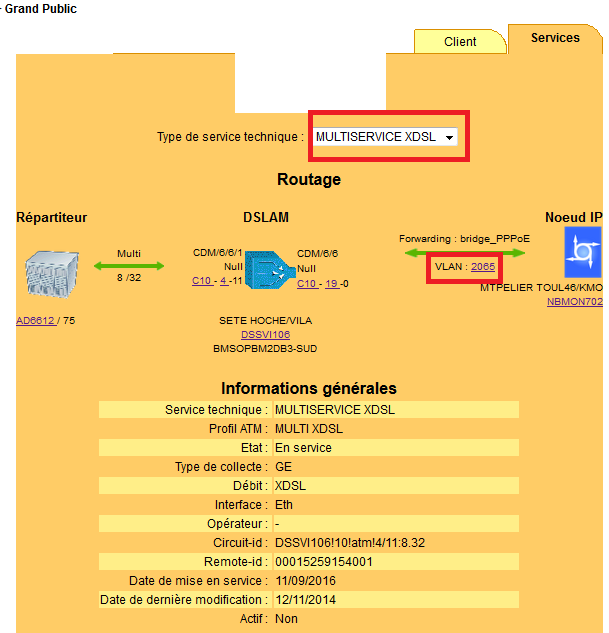 - Grand Public
Client
Services
Type de service technique : MULTISERVICE XDSL
Routage
Répartiteur
DSLAM
Noeud IP
Multi
8 /32
CDM/6/6/1
Null
C10 - 4 -11
CDM/6/6
Null
C10 - 19 -0
Forwarding : bridge_PPPoE
VLAN : 2065
MTPELIER TOUL46/KMO
NBMON702
AD6612 / 75
SETE HOCHE/VILA
DSSVI106
BMSOPBM2DB3-SUD
Informations générales
Service technique : MULTISERVICE XDSL
Profil ATM : MULTI XDSL
Etat : En service
Type de collecte : GE
Débit : XDSL
Interface : Eth
Opérateur : -
Circuit-id : DSSVI106!10!atm!4/11:8.32
Remote-id : 00015259154001
Date de mise en service : 11/09/2016
Date de dernière modification : 12/11/2014
Actif : Non